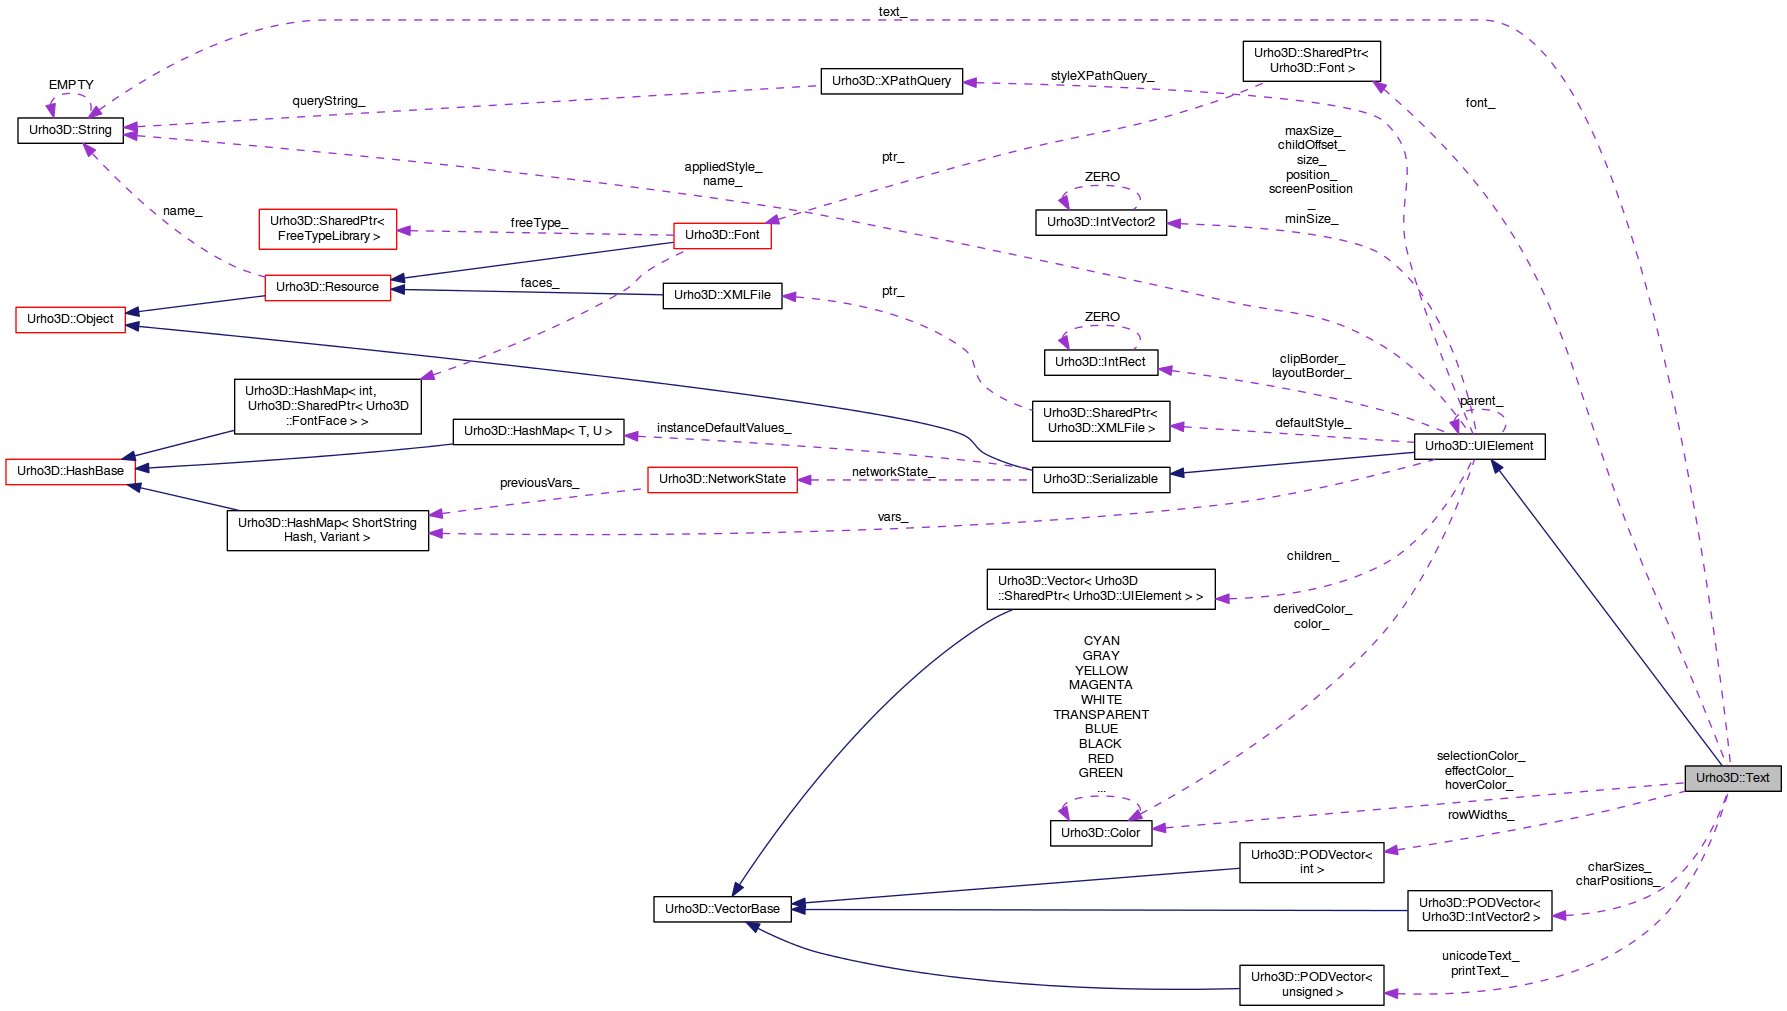 text_
Urho3D::SharedPtr<
Urho3D::Font >
styleXPathQuery_
Urho3D::XPathQuery
EMPTY
queryString_
font_
Urho3D::String
maxSize_
childOffset_
size_
position_
screenPosition
_
minSize_
ptr_
appliedStyle_
name_
ZERO
name_
Urho3D::SharedPtr<
FreeTypeLibrary >
freeType_
Urho3D::Font
Urho3D::IntVector2
Urho3D::Resource
faces_
Urho3D::XMLFile
ptr_
Urho3D::Object
ZERO
Urho3D::IntRect
clipBorder_
layoutBorder_
Urho3D::HashMap< int,
Urho3D::SharedPtr< Urho3D
::FontFace > >
Urho3D::SharedPtr<
Urho3D::XMLFile >
parent_
defaultStyle_
Urho3D::HashMap< T, U >
instanceDefaultValues_
Urho3D::UIElement
Urho3D::HashBase
previousVars_
Urho3D::NetworkState
networkState_
Urho3D::Serializable
Urho3D::HashMap< ShortString
Hash, Variant >
vars_
children_
Urho3D::Vector< Urho3D
::SharedPtr< Urho3D::UIElement > >
derivedColor_
color_
CYAN
GRAY
YELLOW
MAGENTA
WHITE
TRANSPARENT
BLUE
BLACK
RED
GREEN
...
selectionColor_
effectColor_
hoverColor_
Urho3D::Text
rowWidths_
Urho3D::Color
Urho3D::PODVector<
int >
charSizes_
charPositions_
Urho3D::VectorBase
Urho3D::PODVector<
Urho3D::IntVector2 >
unicodeText_
printText_
Urho3D::PODVector<
unsigned >